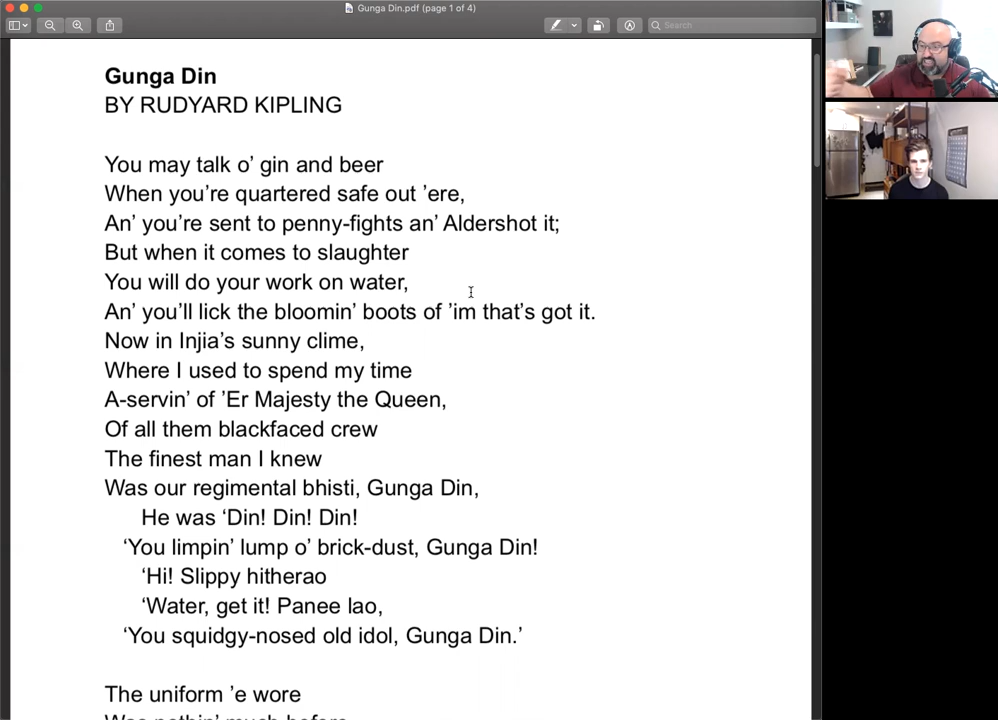 Gunga Din.pdf (page 1 of 4)
Search
Gunga Din
BY RUDYARD KIPLING
You may talk o’ gin and beer
When you’re quartered safe out ’ere,
An’ you’re sent to penny-fights an’ Aldershot it;
But when it comes to slaughter
You will do your work on water,
An’ you’ll lick the bloomin’ boots of ’im that’s got it.
Now in Injia’s sunny clime,
Where I used to spend my time
A-servin’ of ’Er Majesty the Queen,
Of all them blackfaced crew
The finest man I knew
Was our regimental bhisti, Gunga Din,
He was ‘Din! Din! Din!
‘You limpin’ lump o’ brick-dust, Gunga Din!
‘Hi! Slippy hitherao
‘Water, get it! Panee lao,
‘You squidgy-nosed old idol, Gunga Din.’
The uniform ’e wore
Was nothin’ much before,